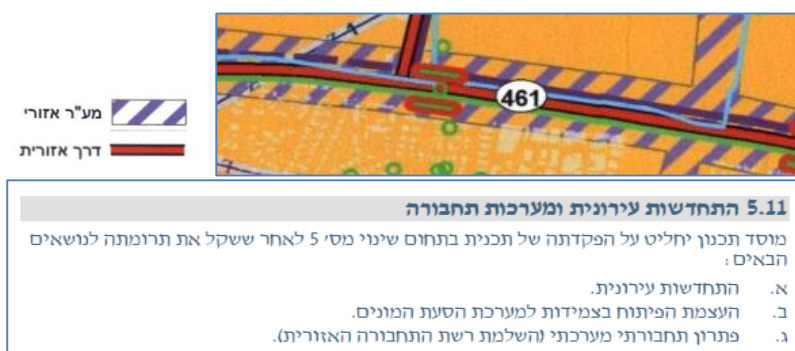 461
מע"ר אזורי
דרך אזורית
5.11 התחדשות עירונית ומערכות תחבורה
מוסד תכנון יחליט על הפקדתה של תכנית בתחום שינוי מס' 5 לאחר ששקל את תרומתה לנושאים
הבאים :
א. התחדשות עירונית.
ב. העצמת הפיתוח בצמידות למערכת הסעת המונים.
ג. פתרון תחבורתי מערכתי (השלמת רשת התחבורה האזורית).